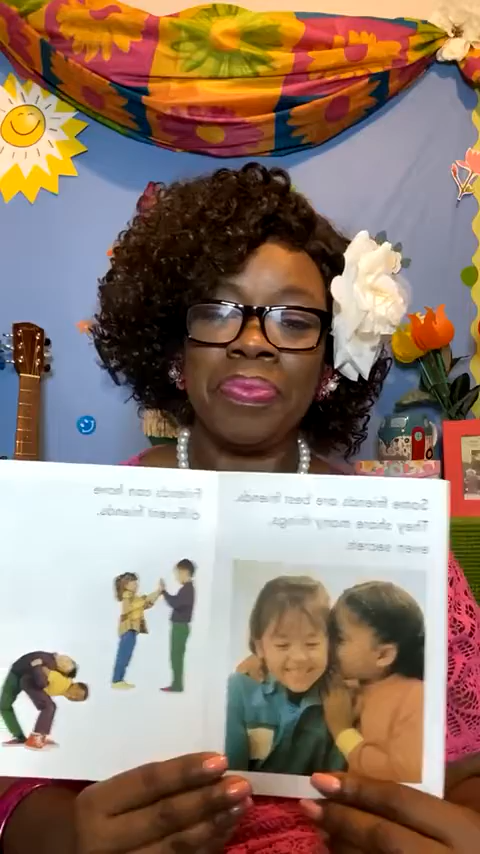 Some friends are best friends.
They share many things,
even secrets.
Friends can have
different friends.